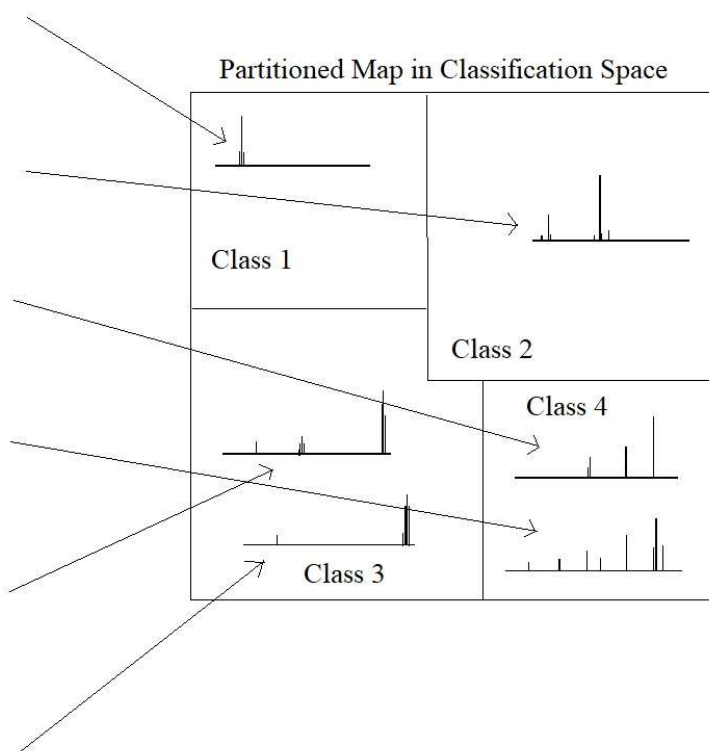 Partitioned Map in Classification Space
Class 1
Class 2
Class 4
Class 3